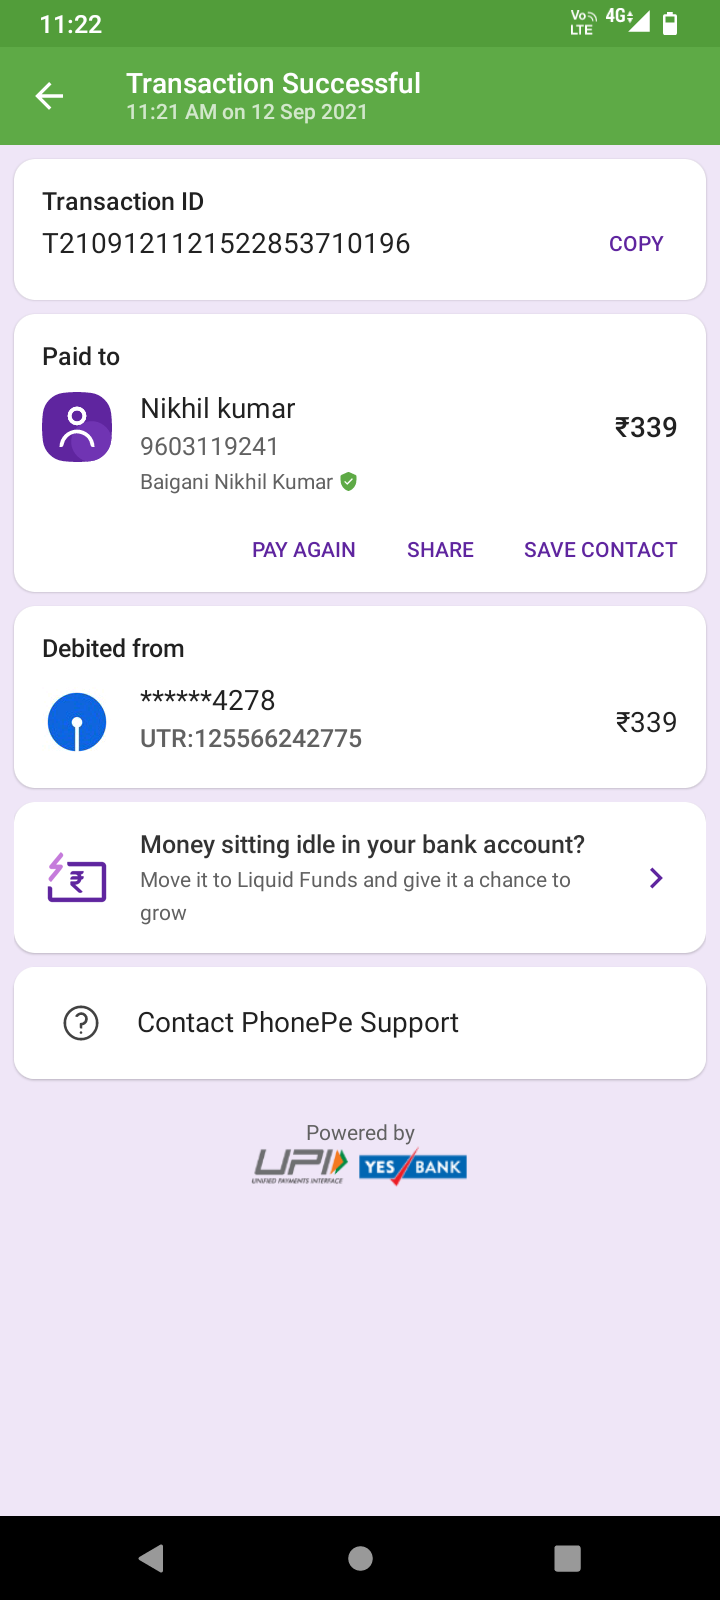 11:22
Vo LTE 4G
Transaction Successful
11:21 AM on 12 Sep 2021
Transaction ID
T2109121121522853710196 COPY
Paid to
Nikhil kumar
9603119241
₹339
Baigani Nikhil Kumar
PAY AGAIN SHARE SAVE CONTACT
Debited from
******4278
UTR:125566242775
₹339
Money sitting idle in your bank account?
Move it to Liquid Funds and give it a chance to
grow
Contact PhonePe Support
Powered by
UPI UNIFIED PAYMENTS INTERFACE YES BANK